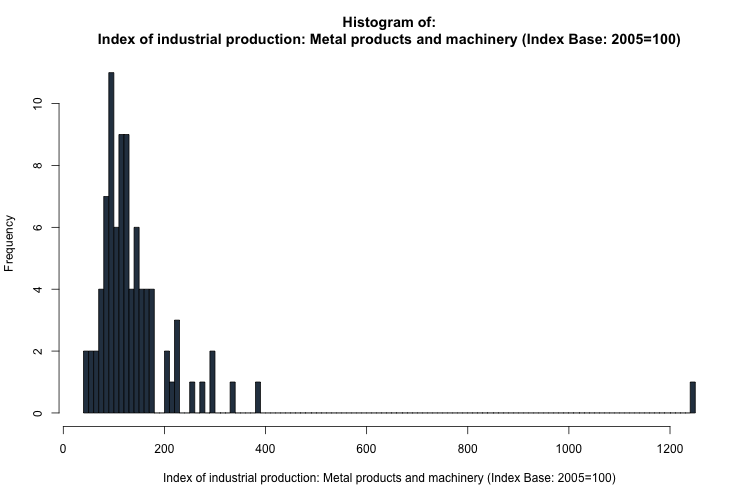 Histogram of:
Index of industrial production: Metal products and machinery (Index Base: 2005=100)
Frequency
10
8
6
4
2
0
0 200 400 600 800 1000 1200
Index of industrial production: Metal products and machinery (Index Base: 2005=100)